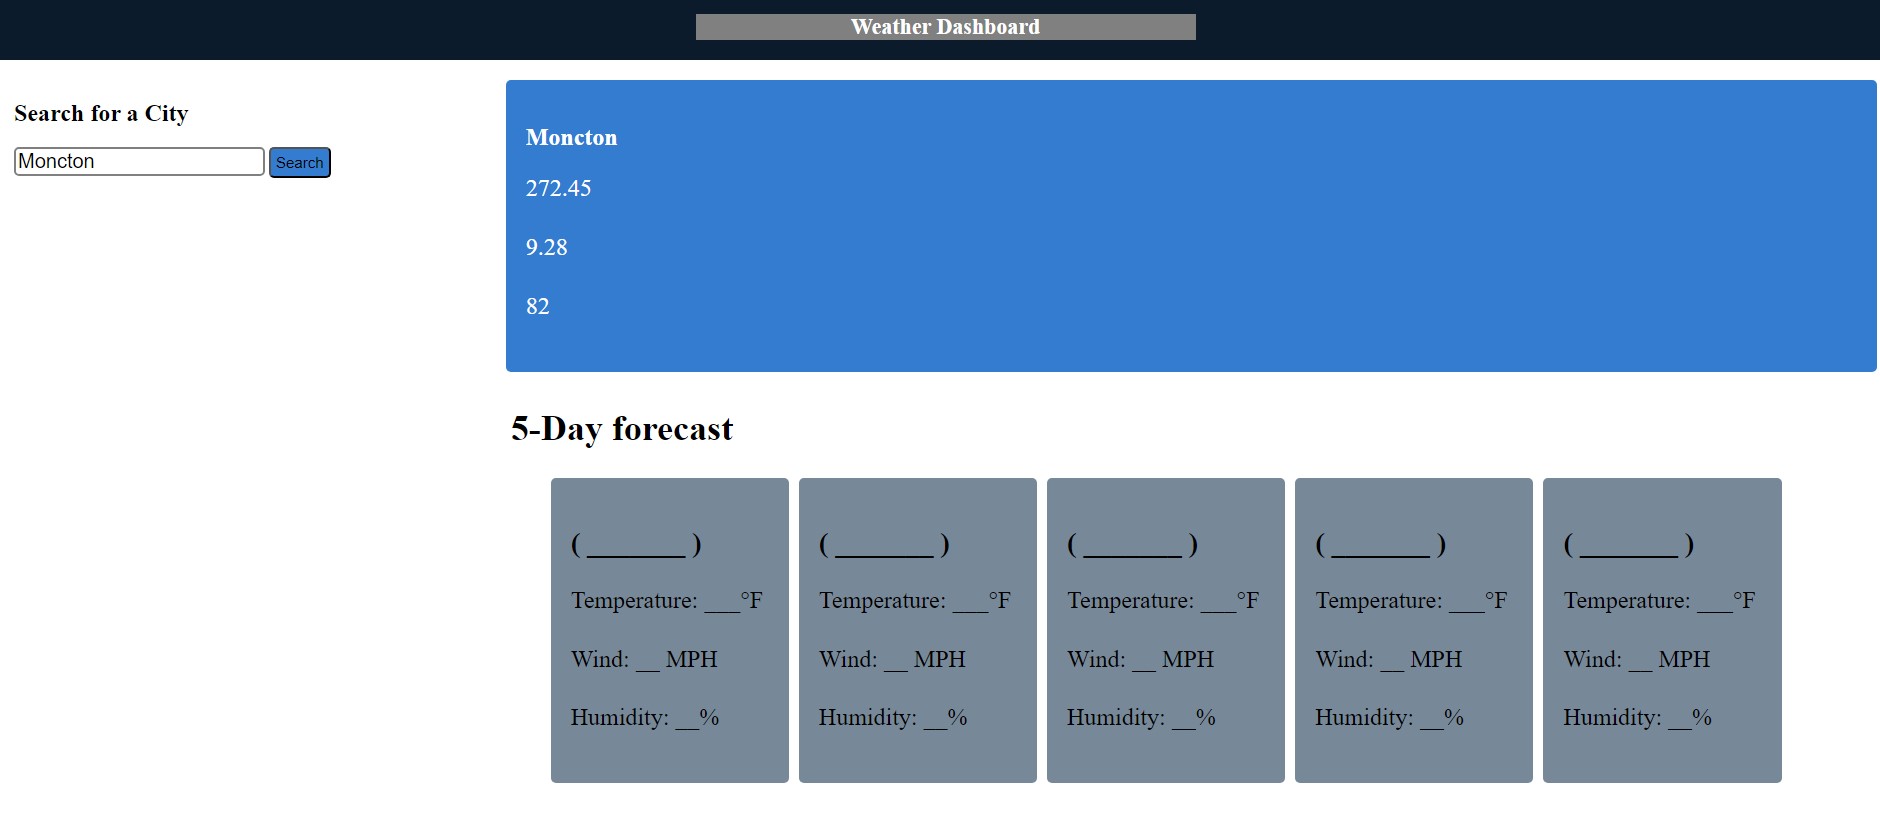 Weather Dashboard
Search for a City
Moncton Search
Moncton
272.45
9.28
82
5-Day forecast
( _______ ) ( _______ ) ( _______ ) ( _______ ) ( _______ )
Temperature: ___°F Temperature: ___°F Temperature: ___°F Temperature: ___°F Temperature: ___°F
Wind: __ MPH Wind: __ MPH Wind: __ MPH Wind: __ MPH Wind: __ MPH
Humidity: __% Humidity: __% Humidity: __% Humidity: __% Humidity: __%